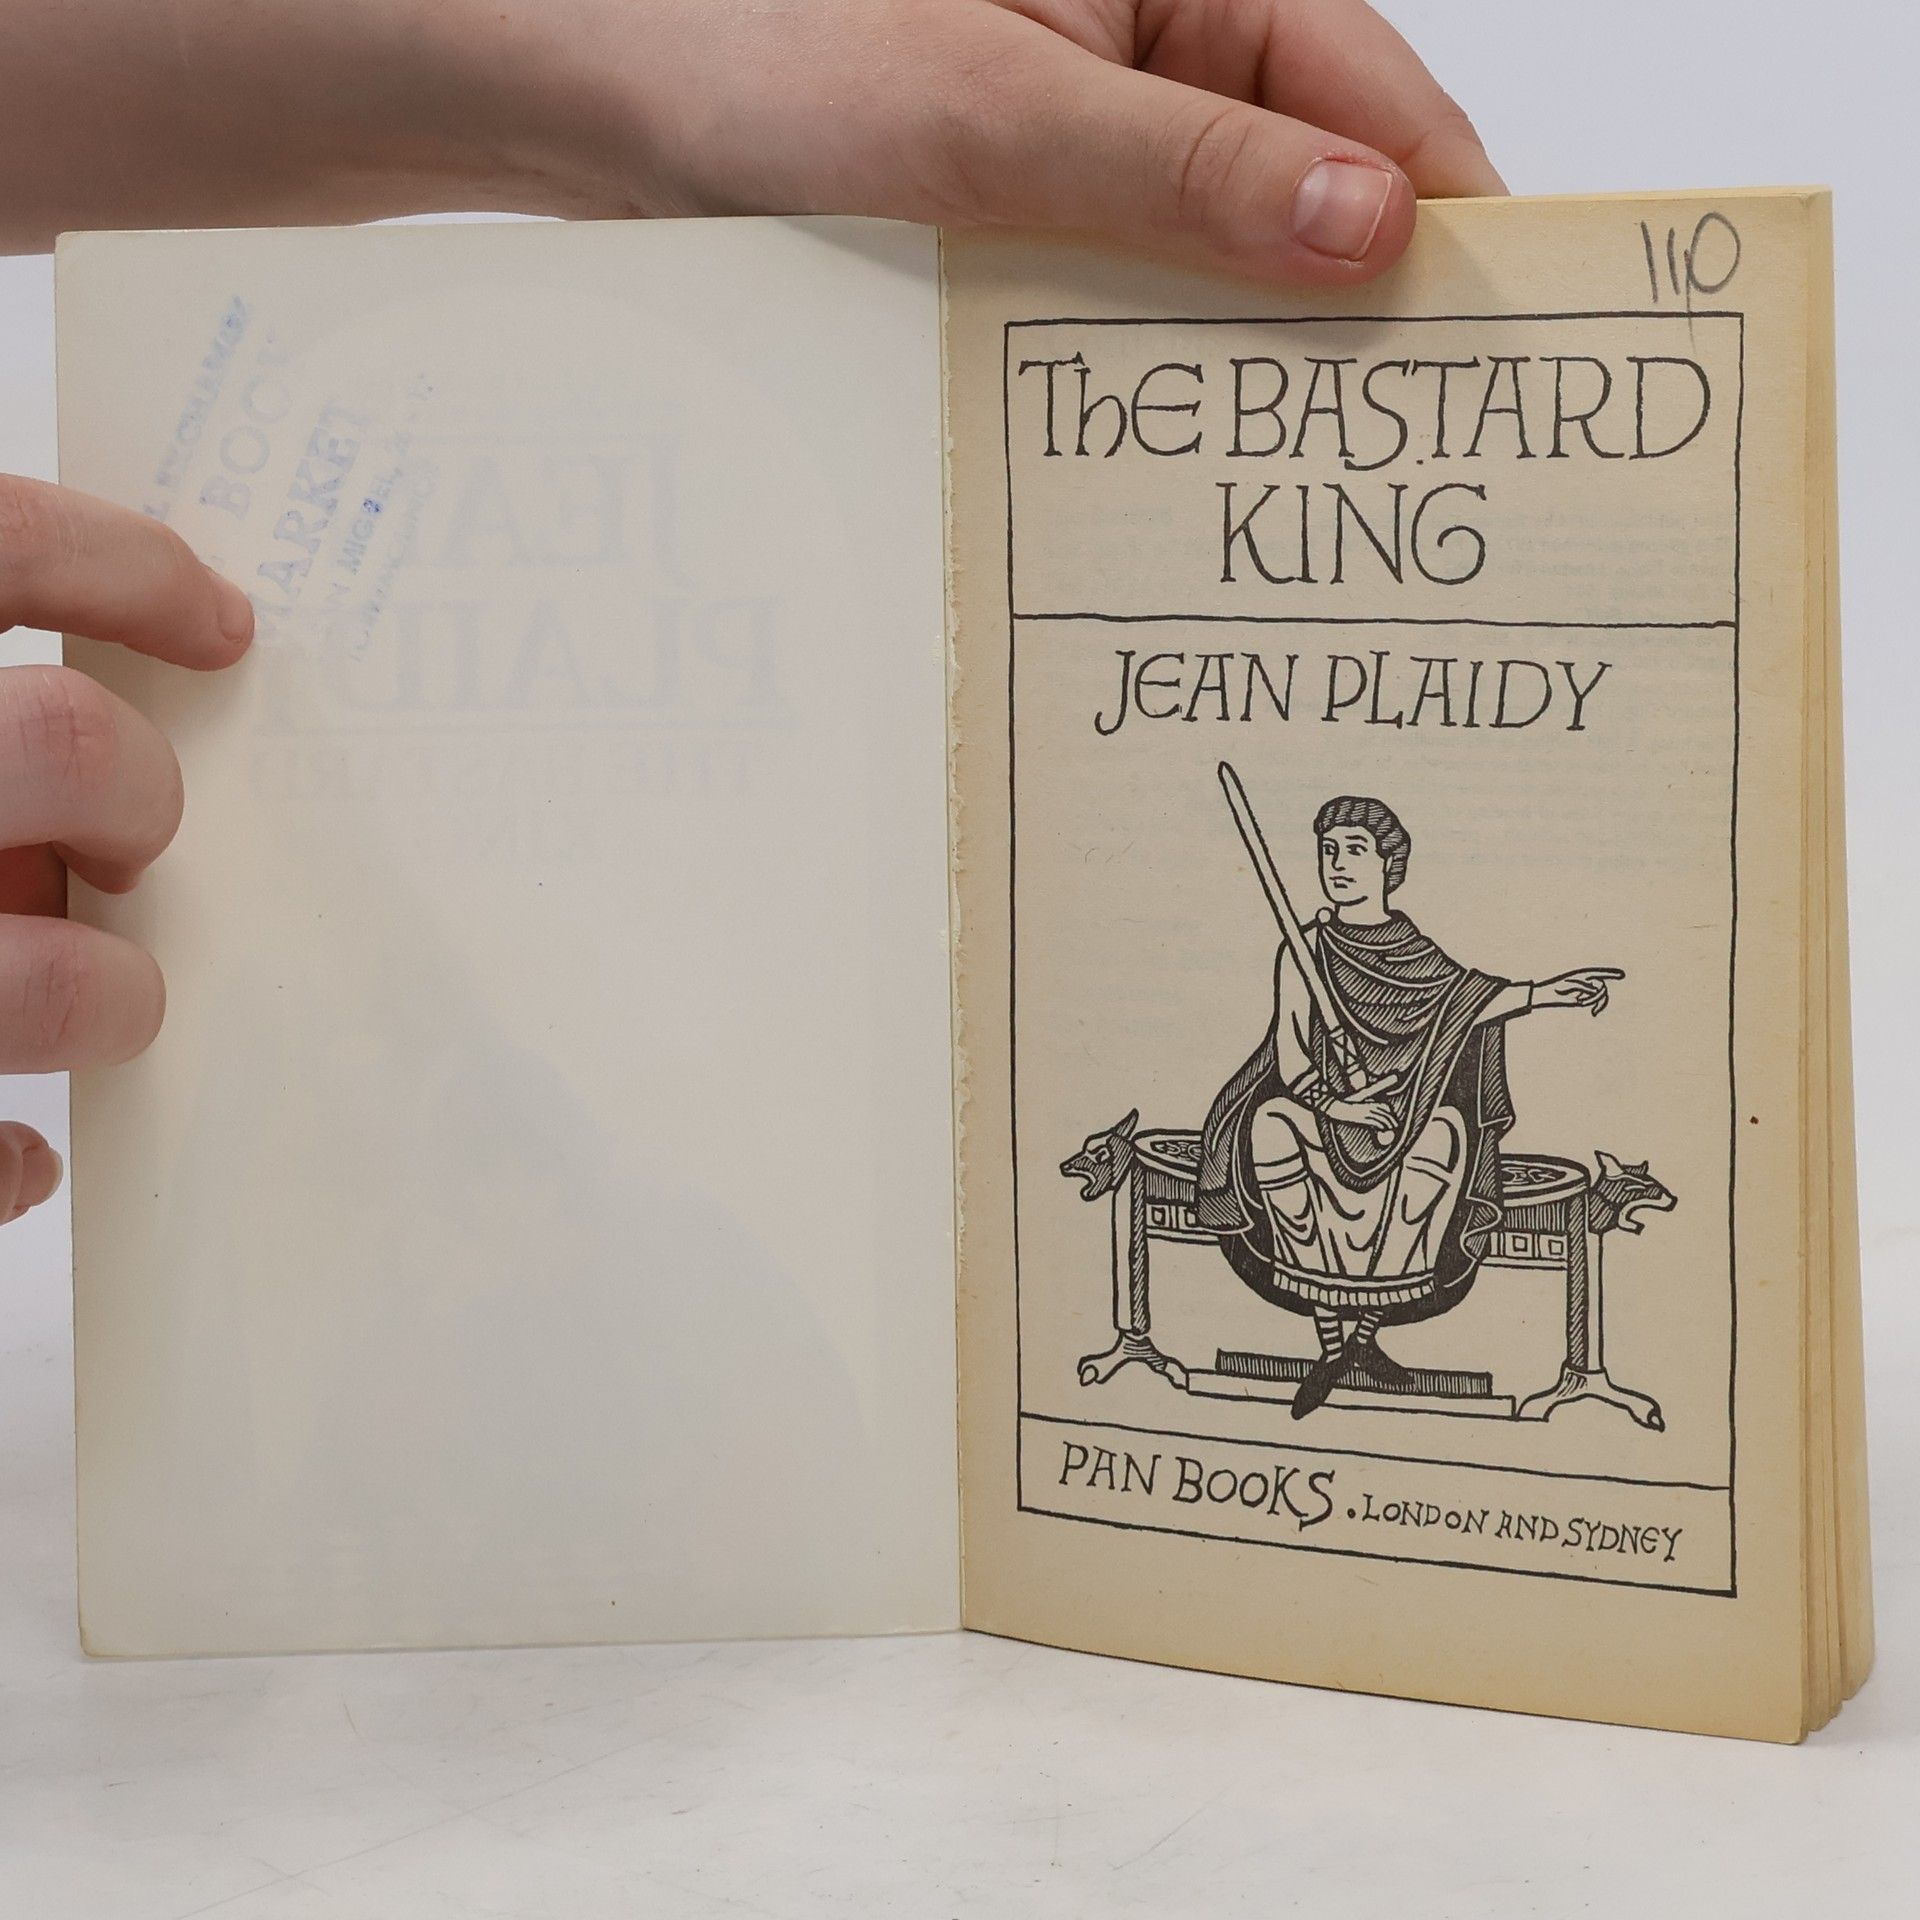 BOOK
MARKET
110
ThE BASTARD
KING
JEAN PLAIDY
PAN BOOKS. LONDON AND SYDNEY